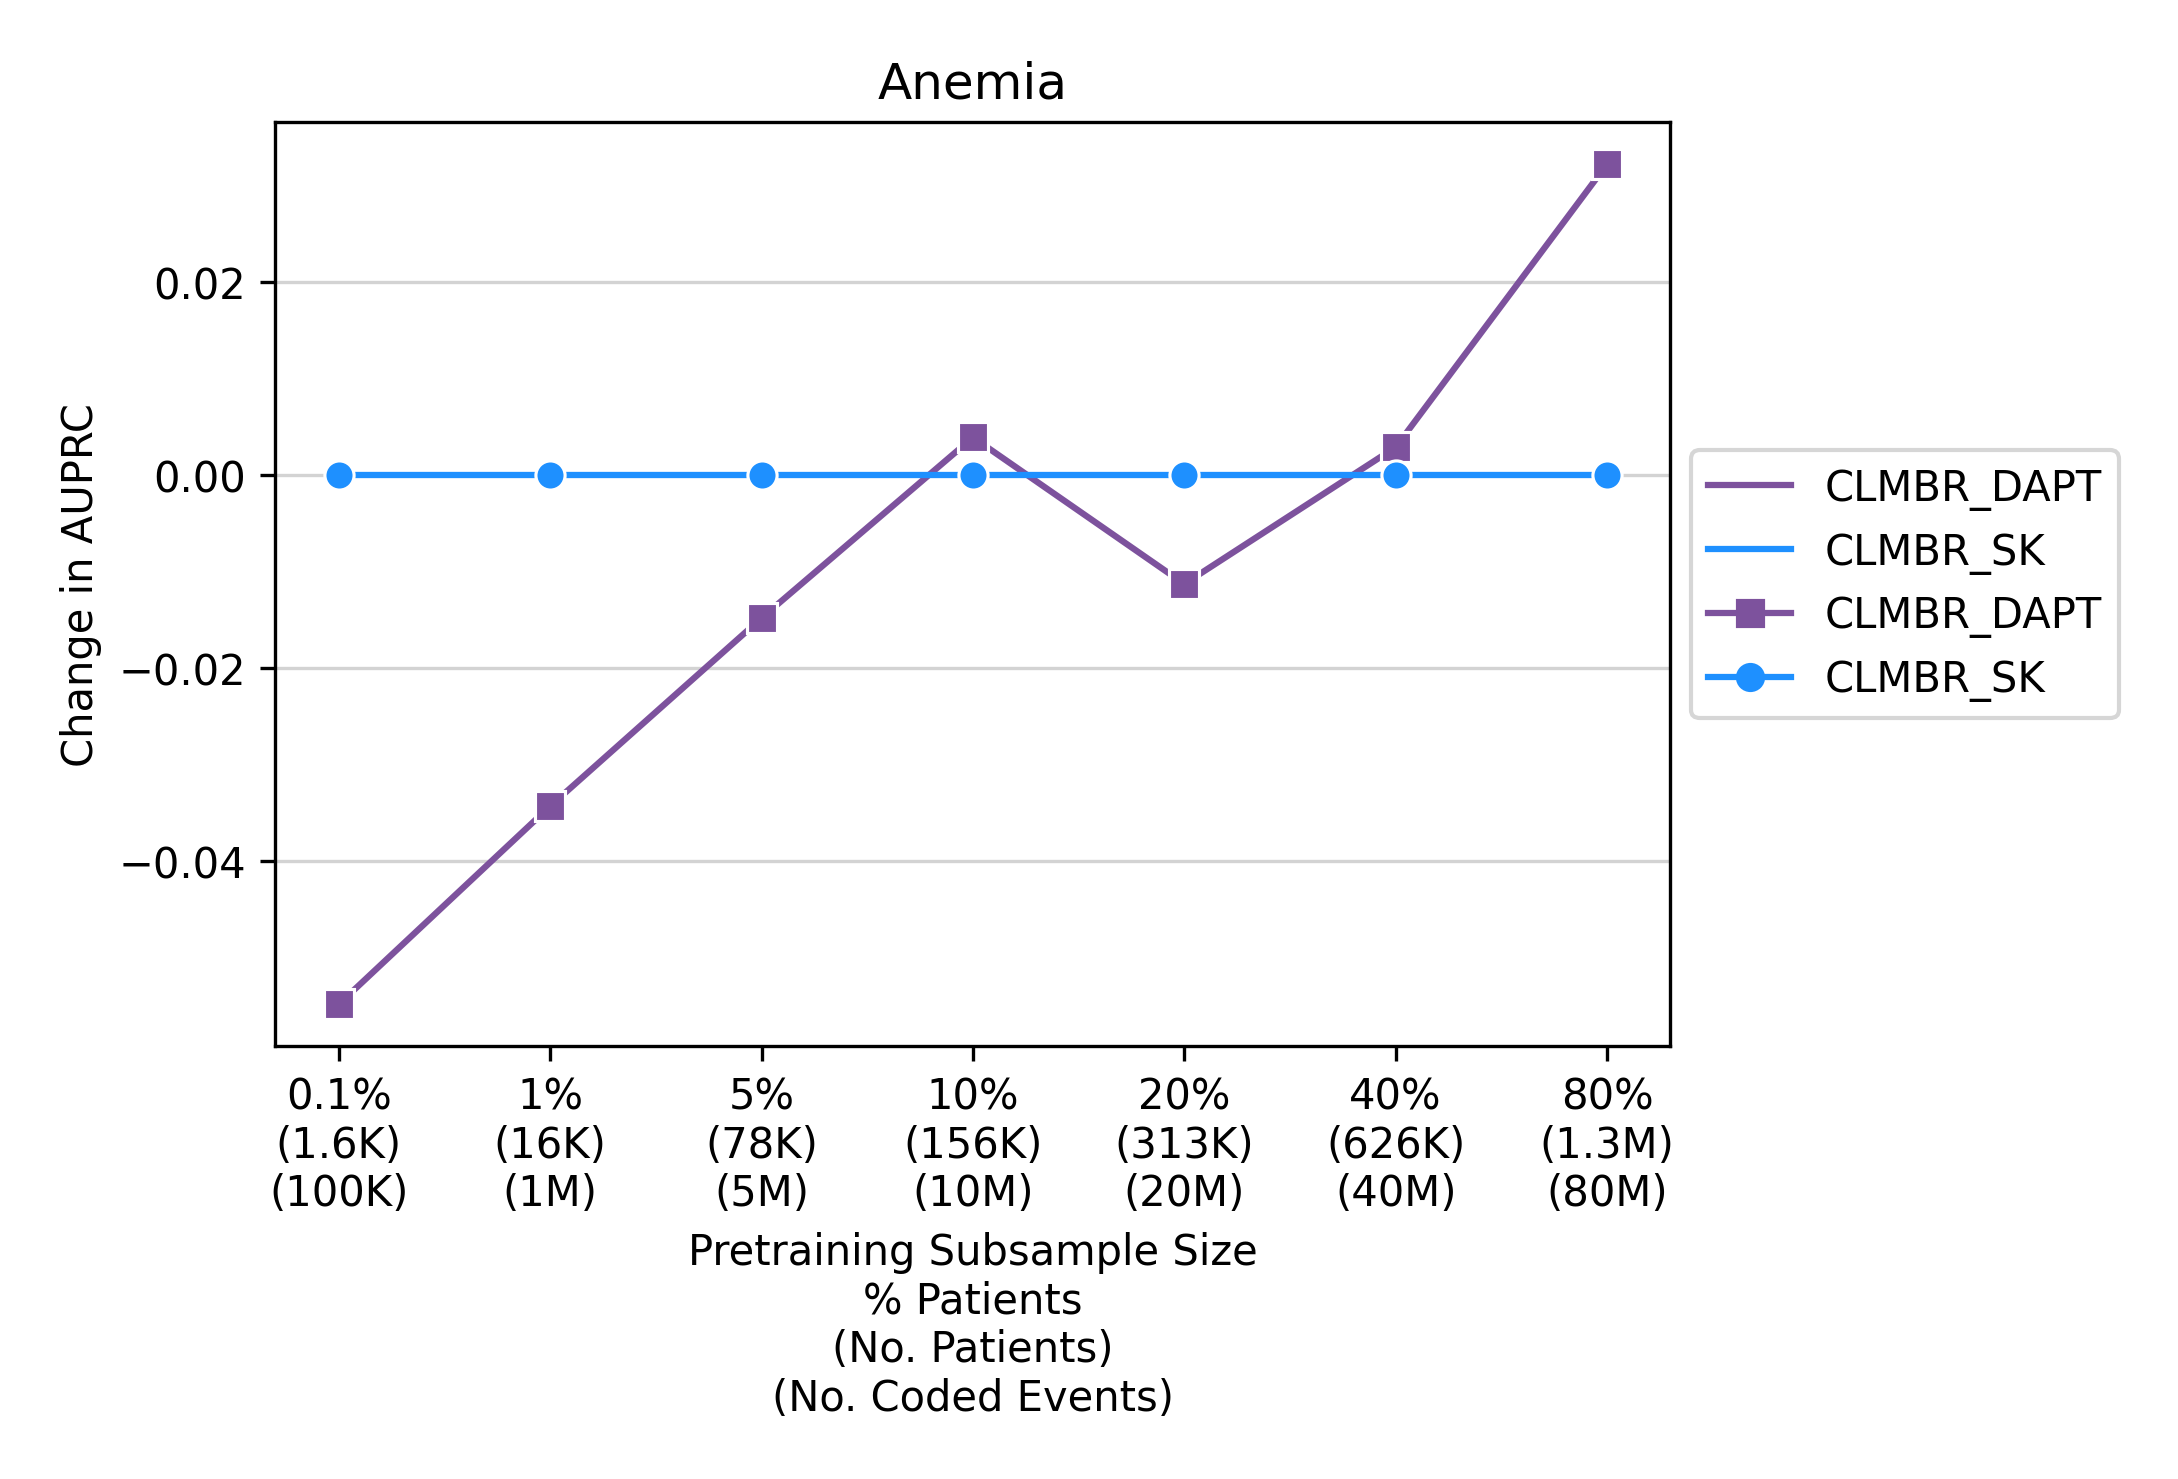 Anemia
Change in AUPRC
0.02
0.00
−0.02
−0.04
0.1% 1% 5% 10% 20% 40% 80%
(1.6K) (16K) (78K) (156K) (313K) (626K) (1.3M)
(100K) (1M) (5M) (10M) (20M) (40M) (80M)
Pretraining Subsample Size
% Patients
(No. Patients)
(No. Coded Events)
CLMBR_DAPT
CLMBR_SK
CLMBR_DAPT
CLMBR_SK